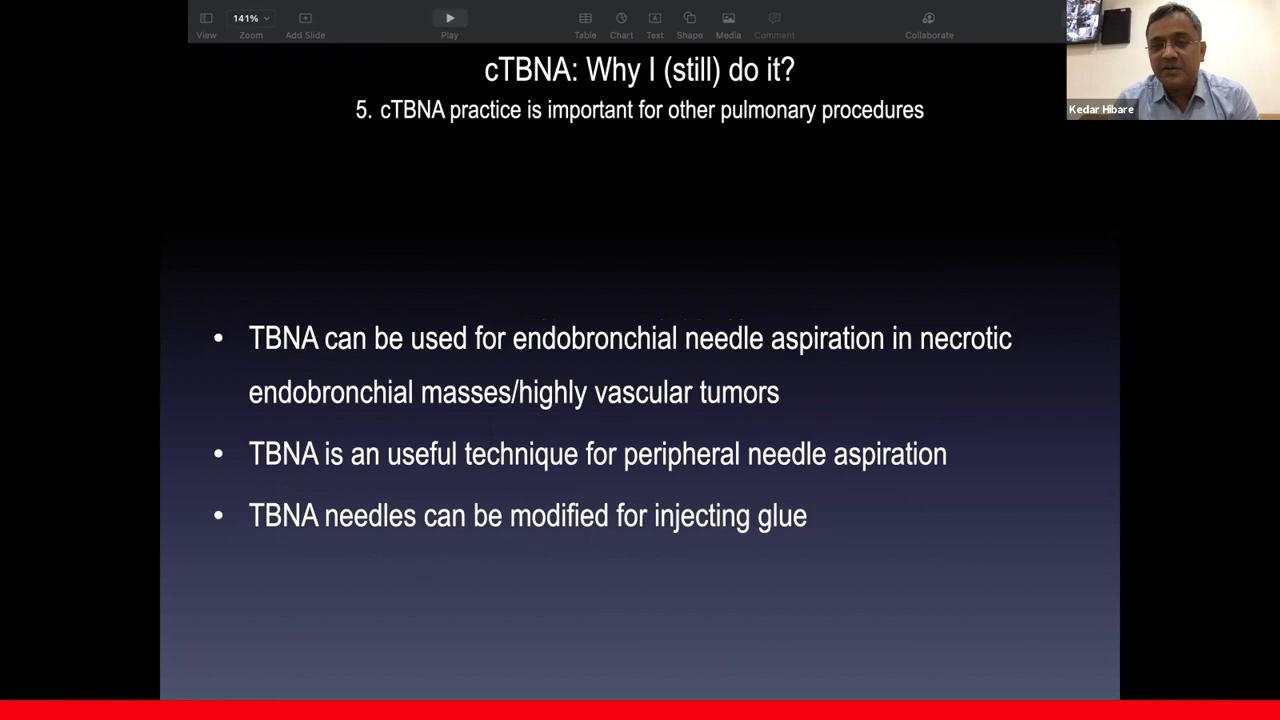 141%
View
Zoom
Add Slide
Play
Table
Chart
Text
Shape
Media
Comment
Collaborate
Kedar Hibare
cTBNA: Why I (still) do it?
5. cTBNA practice is important for other pulmonary procedures
• TBNA can be used for endobronchial needle aspiration in necrotic
endobronchial masses/highly vascular tumors
• TBNA is an useful technique for peripheral needle aspiration
• TBNA needles can be modified for injecting glue